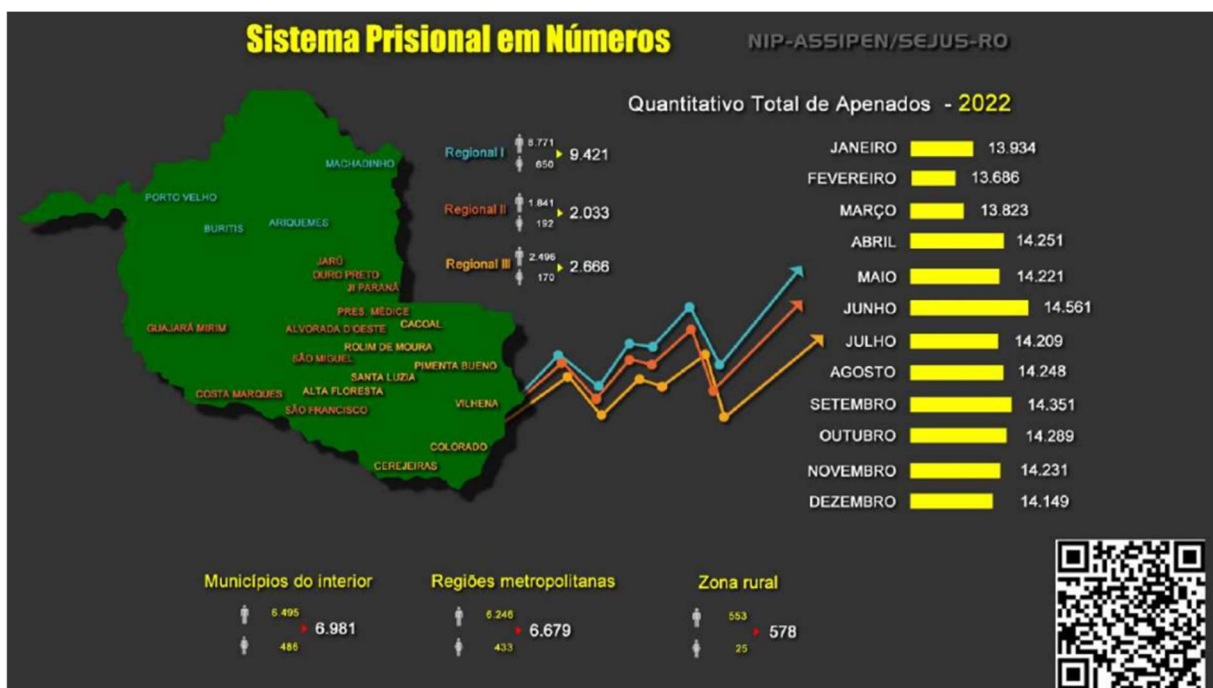 Sistema Prisional em Números
NIP-ASSIPEN/SEJUS-RO
Quantitativo Total de Apenados - 2022
JANEIRO 13.934
FEVEREIRO 13.686
MARÇO 13.823
ABRIL 14.251
MAIO 14.221
JUNHO 14.561
JULHO 14.209
AGOSTO 14.248
SETEMBRO 14.351
OUTUBRO 14.289
NOVEMBRO 14.231
DEZEMBRO 14.149
Regional I 8.771 650 9.421
Regional II 1.841 192 2.033
Regional III 2.496 170 2.666
MACHADINHO
PORTO VELHO
BURITIS
ARIQUEMES
JARÚ
OURO PRETO
JI PARANÁ
PRES. MÉDICE
GUAJARÁ MIRIM
ALVORADA D'OESTE
CACOAL
ROLIM DE MOURA
SÃO MIGUEL
PIMENTA BUENO
SANTA LUZIA
COSTA MARQUES
ALTA FLORESTA
SÃO FRANCISCO
VILHENA
COLORADO
CEREJEIRAS
Municípios do interior
6.495
486
6.981
Regiões metropolitanas
6.246
433
6.679
Zona rural
553
25
578